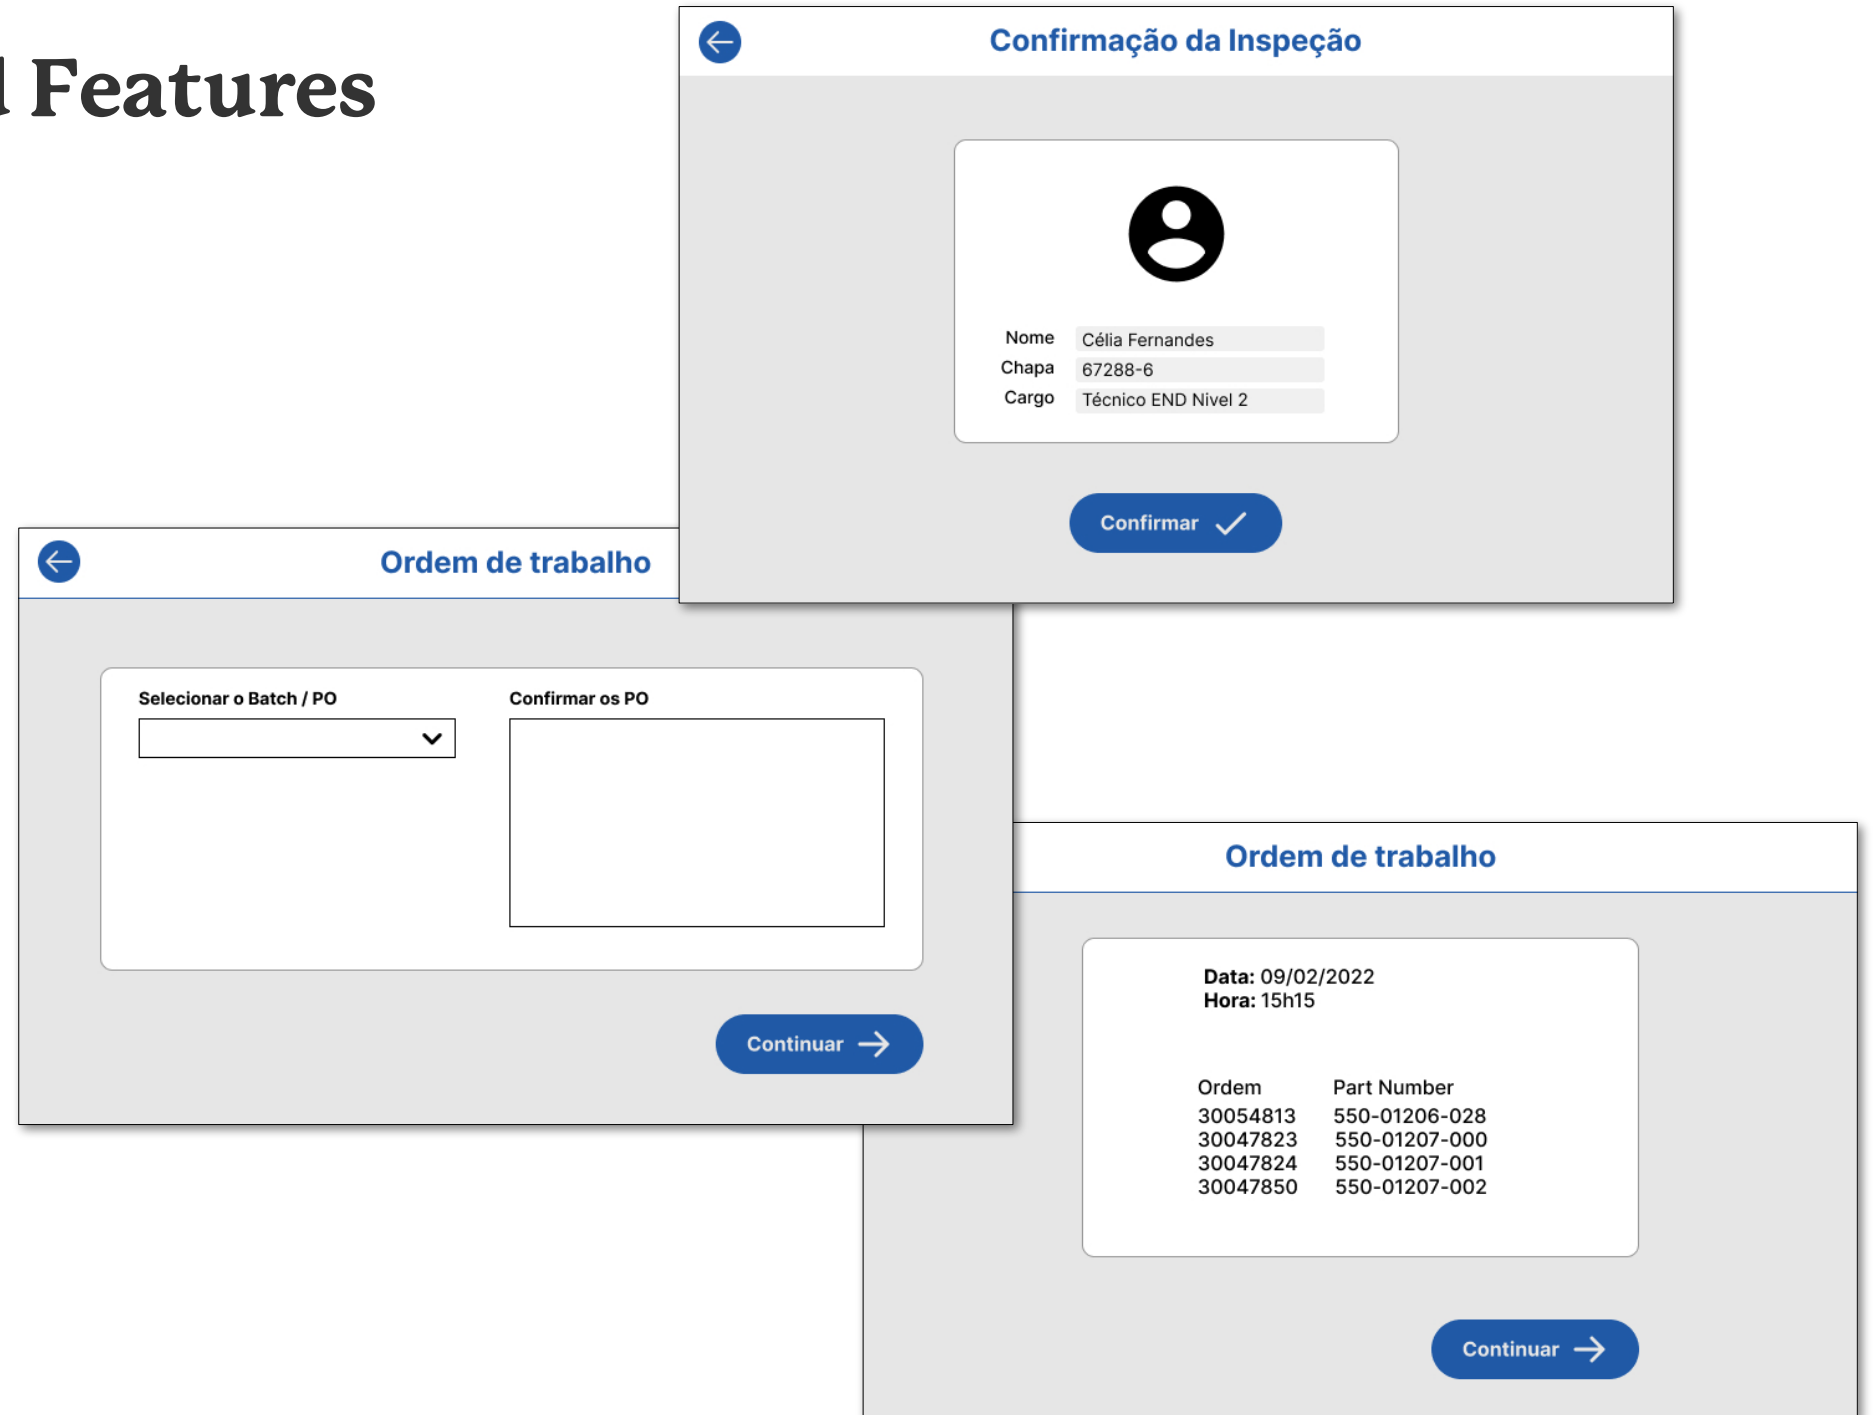 Features
Confirmação da Inspeção
Nome Célia Fernandes
Chapa 67288-6
Cargo Técnico END Nivel 2
Confirmar
Ordem de trabalho
Selecionar o Batch / PO
Confirmar os PO
Continuar
Ordem de trabalho
Data: 09/02/2022
Hora: 15h15
Ordem Part Number
30054813 550-01206-028
30047823 550-01207-000
30047824 550-01207-001
30047850 550-01207-002
Continuar